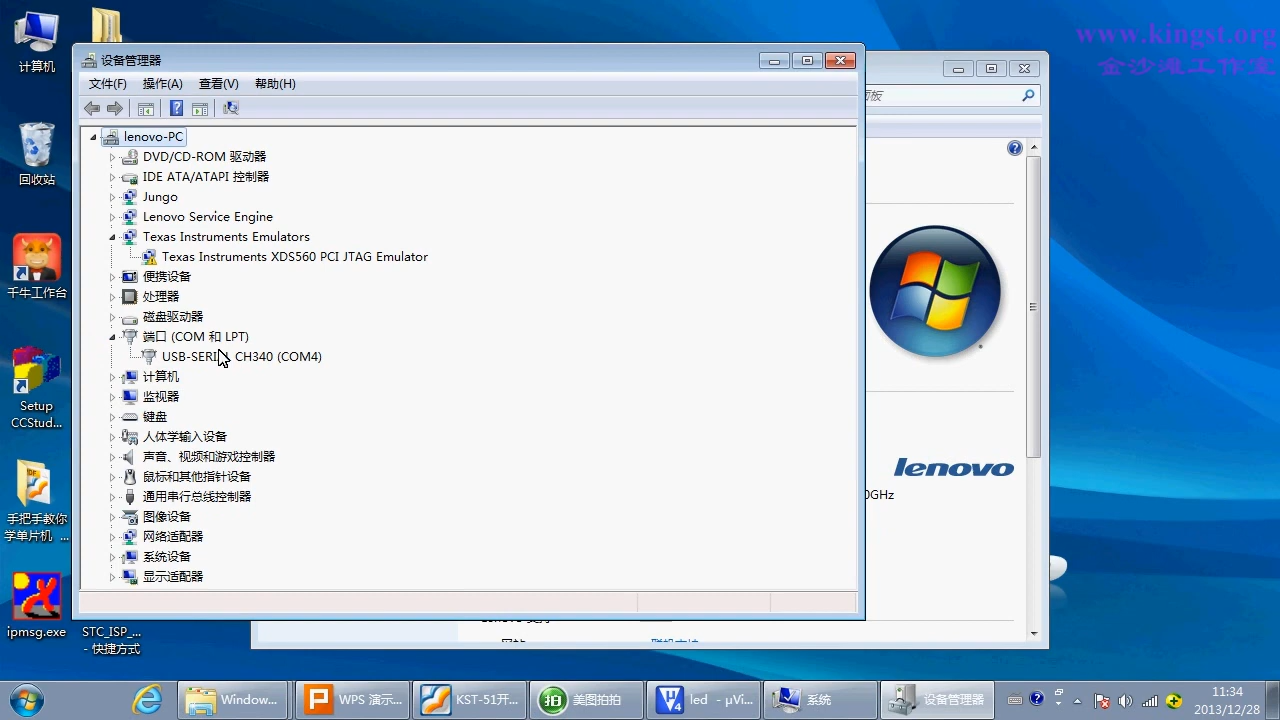 www.kingst.org
金沙滩工作室
计算机
回收站
千牛工作台
Setup
CCStud...
手把手教你
学单片机 ...
ipmsg.exe
STC_ISP_...
- 快捷方式
设备管理器
文件(F) 操作(A) 查看(V) 帮助(H)
lenovo-PC
DVD/CD-ROM 驱动器
IDE ATA/ATAPI 控制器
Jungo
Lenovo Service Engine
Texas Instruments Emulators
Texas Instruments XDS560 PCI JTAG Emulator
便携设备
处理器
磁盘驱动器
端口 (COM 和 LPT)
USB-SERI CH340 (COM4)
计算机
监视器
键盘
人体学输入设备
声音、视频和游戏控制器
鼠标和其他指针设备
通用串行总线控制器
图像设备
网络适配器
系统设备
显示适配器
面板
lenovo
0GHz
Window...
WPS 演示...
KST-51开...
美图拍拍
led - μVi...
系统
设备管理器
11:34
2013/12/28